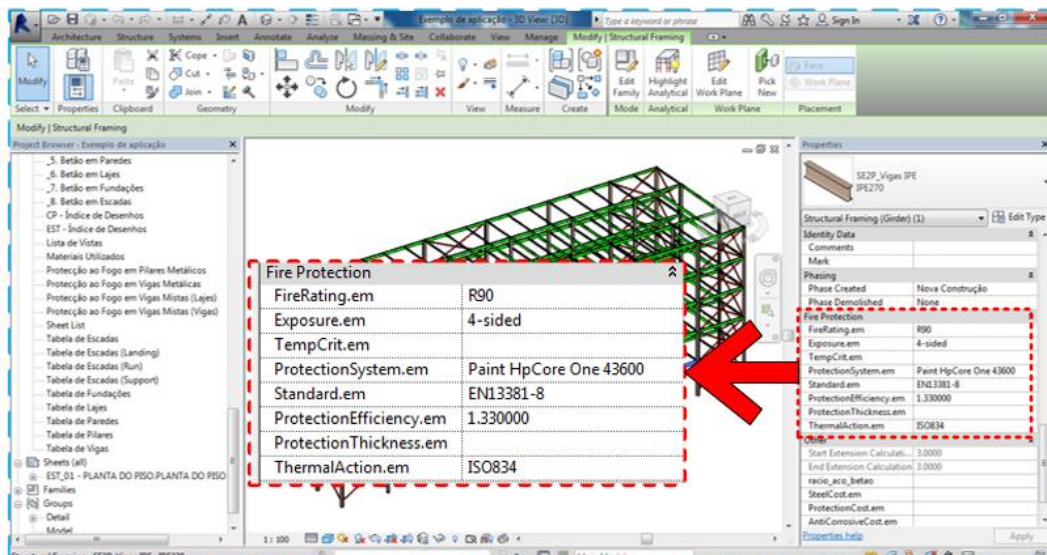 Exemplo de aplicação - 3D View: {3D}
Type a keyword or phrase
Sign In
Architecture Structure Systems Insert Annotate Analyze Massing & Site Collaborate View Manage Modify | Structural Framing
Modify
Paste
Cope
Cut
Join
Edit Family
Highlight Analytical
Edit Work Plane
Pick New
Face
Work Plane
Select Properties Clipboard Geometry Modify View Measure Create Mode Analytical Work Plane Placement
Modify | Structural Framing
Project Browser - Exemplo de aplicação
_5. Betão em Paredes
_6. Betão em Lajes
_7. Betão em Fundações
_8. Betão em Escadas
CP - Índice de Desenhos
EST - Índice de Desenhos
Lista de Vistas
Materiais Utilizados
Protecção ao Fogo em Pilares Metálicos
Protecção ao Fogo em Vigas Metálicas
Protecção ao Fogo em Vigas Mistas (Lajes)
Protecção ao Fogo em Vigas Mistas (Vigas)
Sheet List
Tabela de Escadas
Tabela de Escadas (Landing)
Tabela de Escadas (Run)
Tabela de Escadas (Support)
Tabela de Fundações
Tabela de Lajes
Tabela de Paredes
Tabela de Pilares
Tabela de Vigas
Sheets (all)
EST_01 - PLANTA DO PISO.PLANTA DO PISO
Families
Groups
Detail
Model
Fire Protection
FireRating.em R90
Exposure.em 4-sided
TempCrit.em
ProtectionSystem.em Paint HpCore One 43600
Standard.em EN13381-8
ProtectionEfficiency.em 1.330000
ProtectionThickness.em
ThermalAction.em ISO834
1 : 100
Properties
SE2P_Vigas IPE
IPE270
Structural Framing (Girder) (1) Edit Type
Identity Data
Comments
Mark
Phasing
Phase Created Nova Construção
Phase Demolished None
Fire Protection
FireRating.em R90
Exposure.em 4-sided
TempCrit.em
ProtectionSystem.em Paint HpCore One 43600
Standard.em EN13381-8
ProtectionEfficiency.em 1.330000
ProtectionThickness.em
ThermalAction.em ISO834
Other
Start Extension Calculati... 3.0000
End Extension Calculation 3.0000
racio_aco_betao
SteelCost.em
ProtectionCost.em
AntiCorrosiveCost.em
Properties help Apply